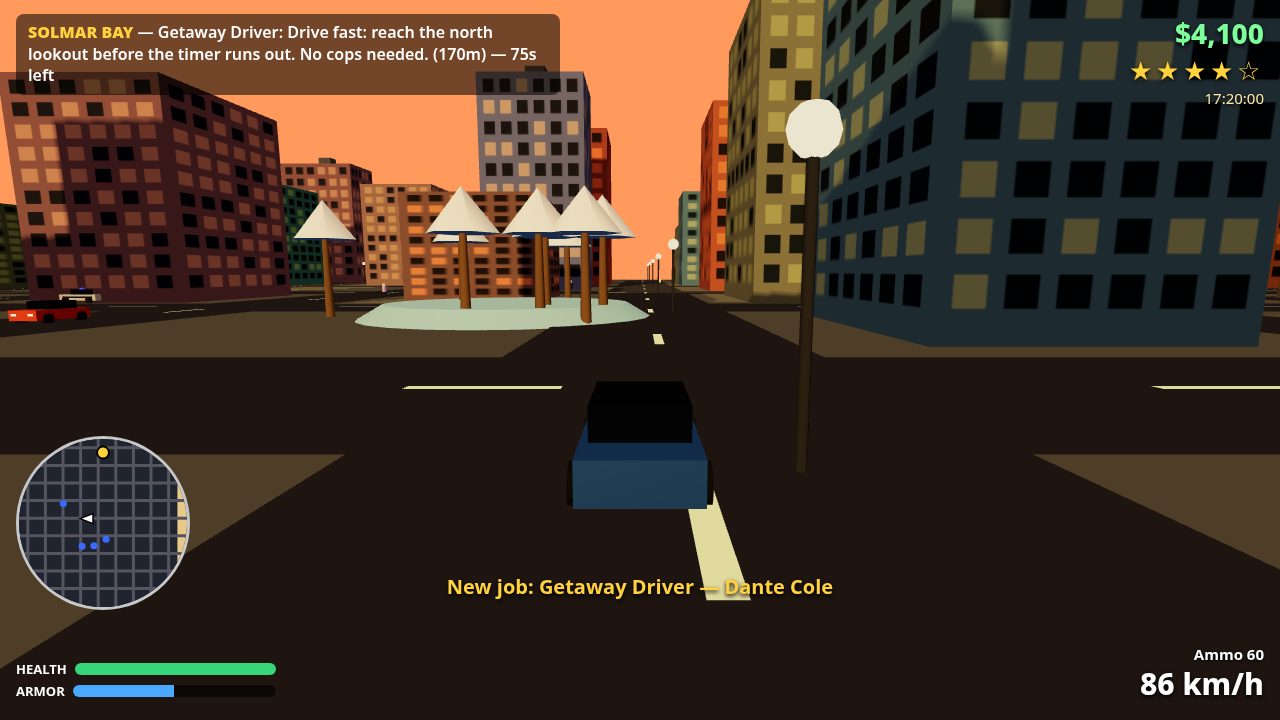 SOLMAR BAY — Getaway Driver: Drive fast: reach the north
lookout before the timer runs out. No cops needed. (170m) — 75s
left
$4,100
★★★★☆
17:20:00
New job: Getaway Driver — Dante Cole
HEALTH
ARMOR
Ammo 60
86 km/h